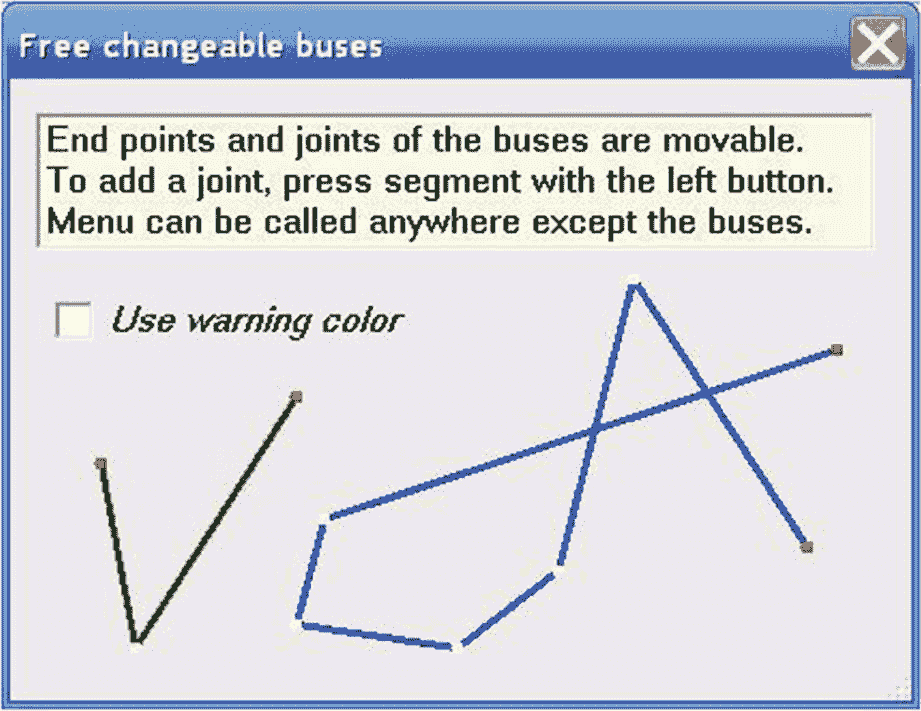 Free changeable buses
End points and joints of the buses are movable.
To add a joint, press segment with the left button.
Menu can be called anywhere except the buses.
Use warning color